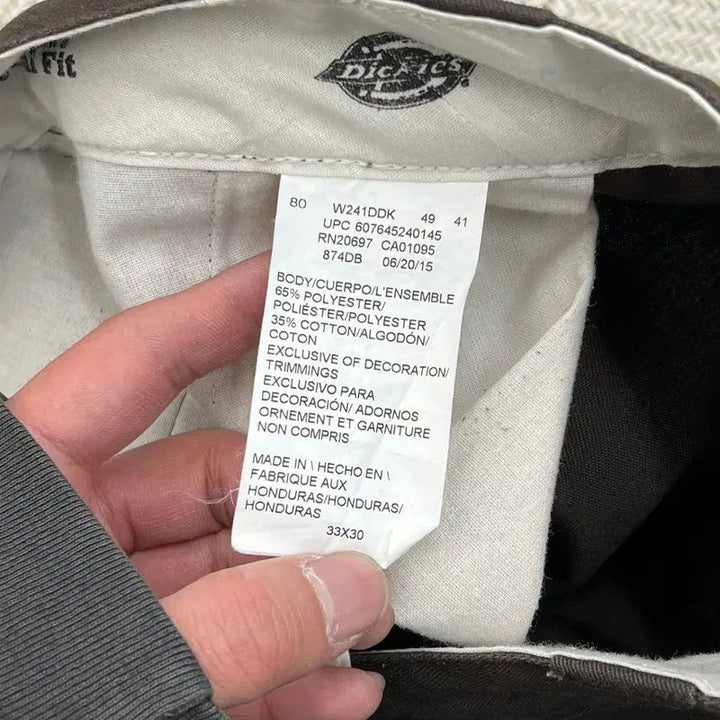 Fit
Dickies
80 W241DDK 49 41
UPC 607645240145
RN20697 CA01095
874DB 06/20/15
BODY/CUERPO/L'ENSEMBLE
65% POLYESTER/
POLIÉSTER/POLYESTER
35% COTTON/ALGODÓN/
COTON
EXCLUSIVE OF DECORATION/
TRIMMINGS
EXCLUSIVO PARA
DECORACIÓN/ ADORNOS
ORNEMENT ET GARNITURE
NON COMPRIS
MADE IN \ HECHO EN \
FABRIQUE AUX
HONDURAS/HONDURAS/
HONDURAS
33X30